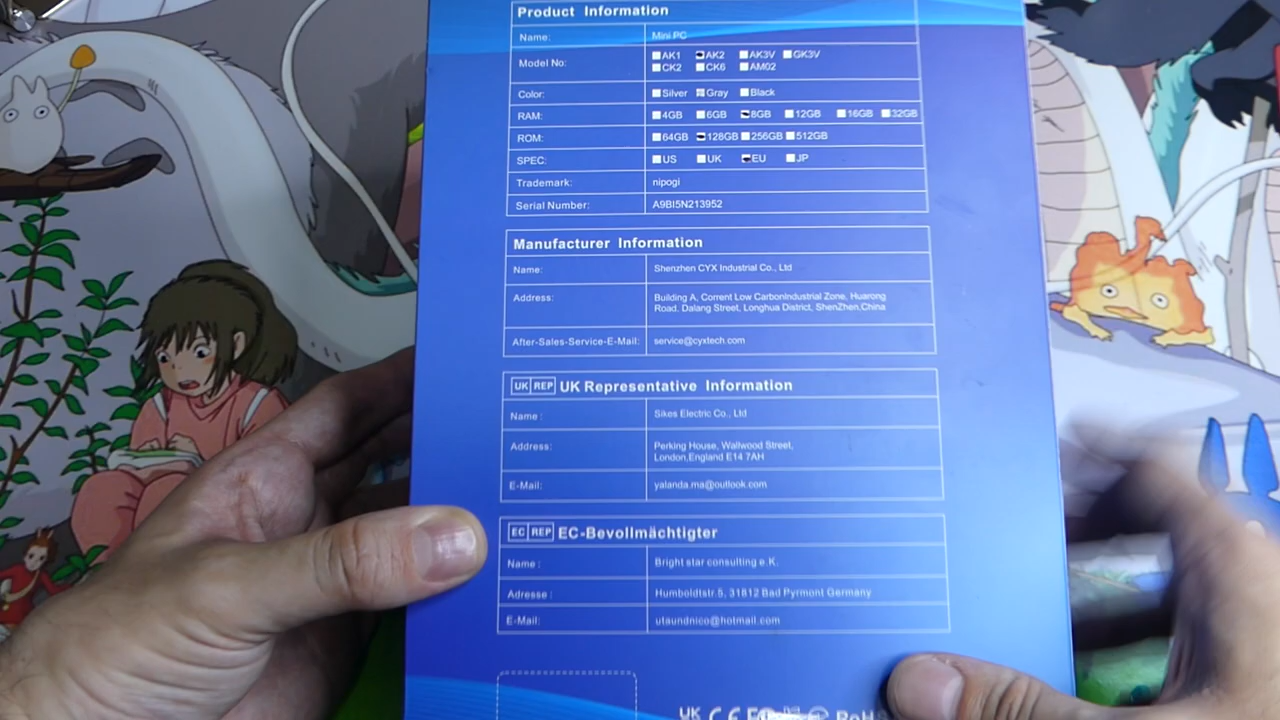 Product Information
Name: Mini PC
Model No: AK1 AK2 AK3V GK3V
CK2 CK6 AM02
Color: Silver Gray Black
RAM: 4GB 6GB 8GB 12GB 16GB 32GB
ROM: 64GB 128GB 256GB 512GB
SPEC: US UK EU JP
Trademark: nipogi
Serial Number: A9BI5N213952
Manufacturer Information
Name: Shenzhen CYX Industrial Co., Ltd
Address: Building A, Corrent Low CarbonIndustrial Zone, Huarong
Road, Dalang Street, Longhua District, ShenZhen,China
After-Sales-Service-E-Mail: service@cyxtech.com
UK REP UK Representative Information
Name : Sikes Electric Co., Ltd
Address: Perking House, Wallwood Street,
London,England E14 7AH
E-Mail: yalanda.ma@outlook.com
EC REP EC-Bevollmächtigter
Name : Bright star consulting e.K.
Adresse : Humboldtstr.5, 31812 Bad Pyrmont Germany
E-Mail: utaundnico@hotmail.com
UK CE RoHS